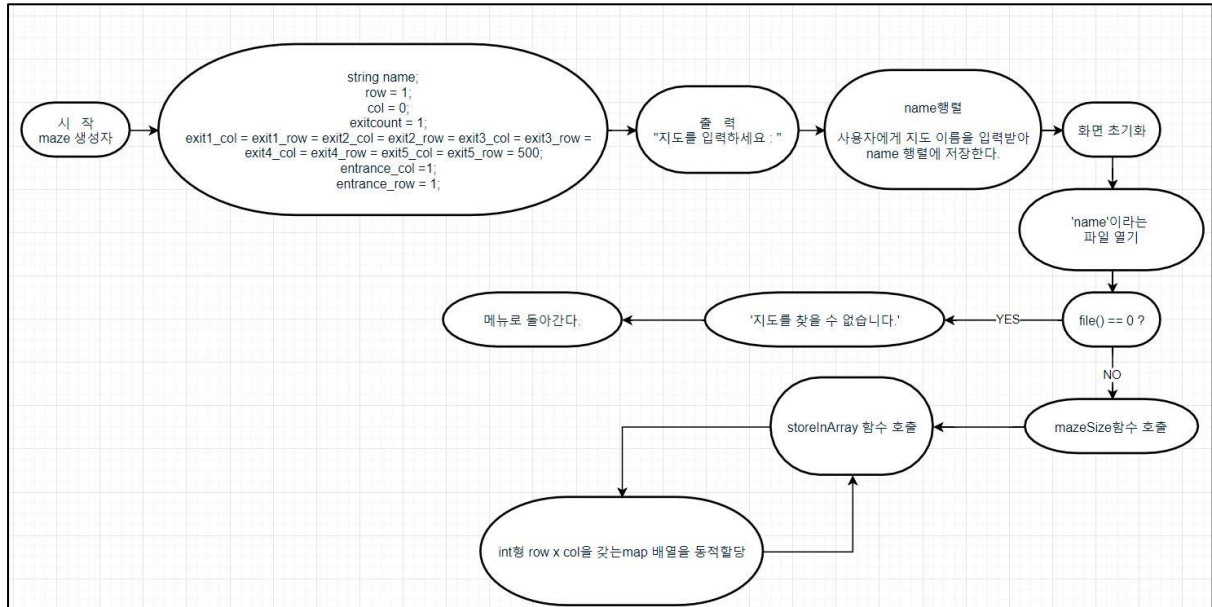 시 작
maze 생성자
string name;
row = 1;
col = 0;
exitcount = 1;
exit1_col = exit1_row = exit2_col = exit2_row = exit3_col = exit3_row =
exit4_col = exit4_row = exit5_col = exit5_row = 500;
entrance_col =1;
entrance_row = 1;
출 력
"지도를 입력하세요 : "
name행렬
사용자에게 지도 이름을 입력받아
name 행렬에 저장한다.
화면 초기화
'name'이라는
파일 열기
file() == 0 ?
YES
'지도를 찾을 수 없습니다.'
메뉴로 돌아간다.
NO
mazeSize함수 호출
storeInArray 함수 호출
int형 row x col을 갖는map 배열을 동적할당